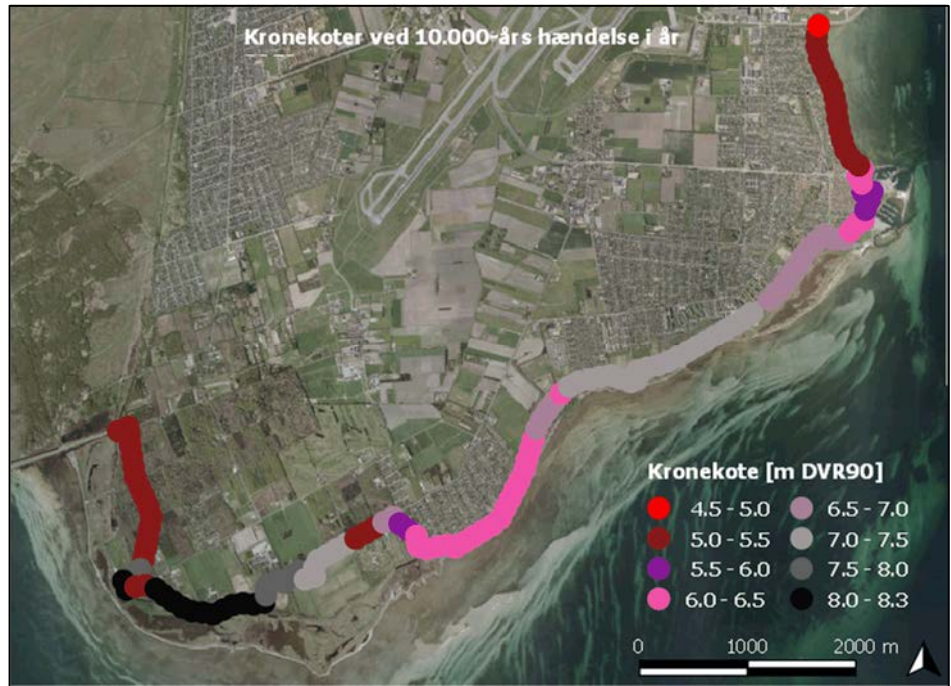 Kronekoter ved 10.000-års hændelse i år
Kronekote [m DVR90]
4.5 - 5.0
6.5 - 7.0
5.0 - 5.5
7.0 - 7.5
5.5 - 6.0
7.5 - 8.0
6.0 - 6.5
8.0 - 8.3
0 1000 2000 m